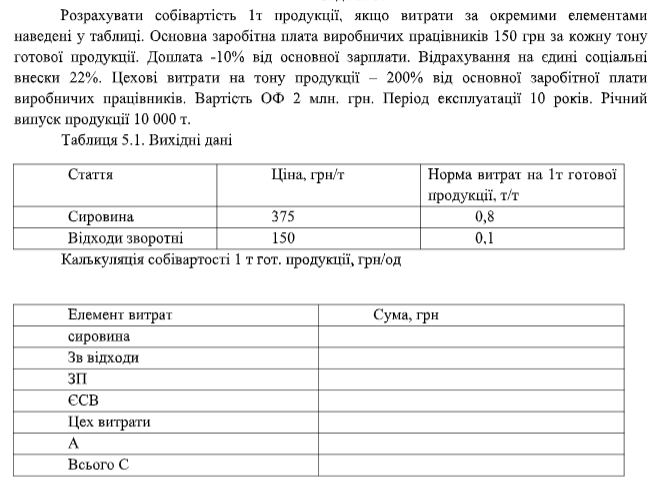 Розрахувати собівартість 1т продукції, якщо витрати за окремими елементами
наведені у таблиці. Основна заробітна плата виробничих працівників 150 грн за кожну тону
готової продукції. Доплата -10% від основної зарплати. Відрахування на єдині соціальні
внески 22%. Цехові витрати на тону продукції – 200% від основної заробітної плати
виробничих працівників. Вартість ОФ 2 млн. грн. Період експлуатації 10 років. Річний
випуск продукції 10 000 т.
Таблиця 5.1. Вихідні дані
Стаття Ціна, грн/т Норма витрат на 1т готової
продукції, т/т
Сировина 375 0,8
Відходи зворотні 150 0,1
Калькуляція собівартості 1 т гот. продукції, грн/од
Елемент витрат Сума, грн
сировина
Зв відходи
ЗП
ЄСВ
Цех витрати
А
Всього С